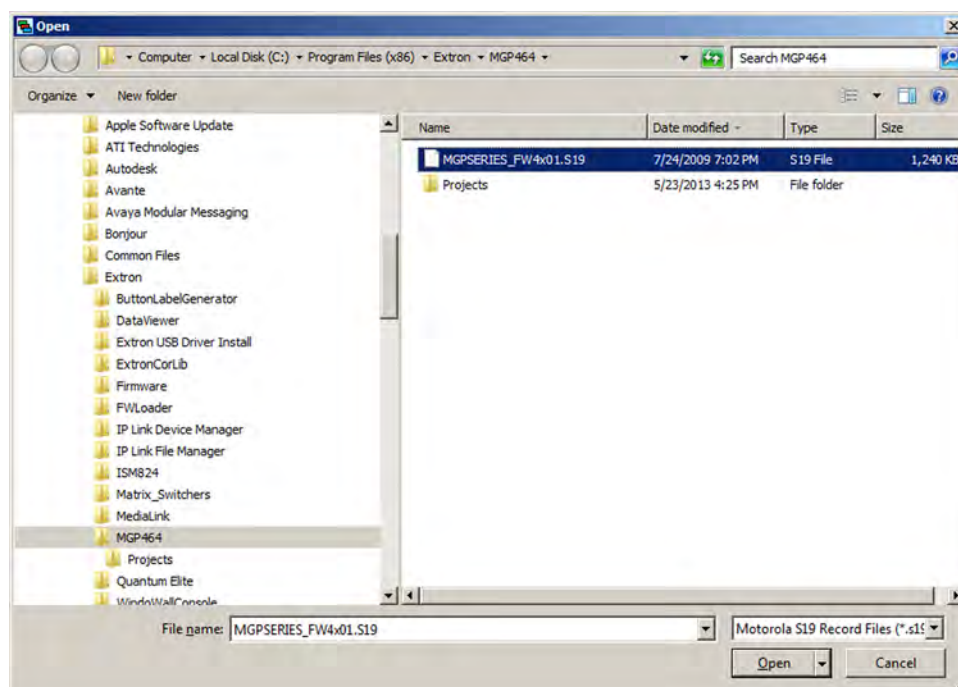 Open
Computer Local Disk (C:) Program Files (x86) Extron MGP464
Search MGP464
Organize New folder
Apple Software Update
ATI Technologies
Autodesk
Avante
Avaya Modular Messaging
Bonjour
Common Files
Extron
ButtonLabelGenerator
DataViewer
Extron USB Driver Install
ExtronCorLib
Firmware
FWLoader
IP Link Device Manager
IP Link File Manager
ISM824
Matrix_Switchers
MediaLink
MGP464
Projects
Quantum Elite
WindoWallConsole
Name Date modified Type Size
MGPSERIES_FW4x01.S19 7/24/2009 7:02 PM S19 File 1,240 KB
Projects 5/23/2013 4:25 PM File folder
File name: MGPSERIES_FW4x01.S19
Motorola S19 Record Files (*.s19
Open Cancel